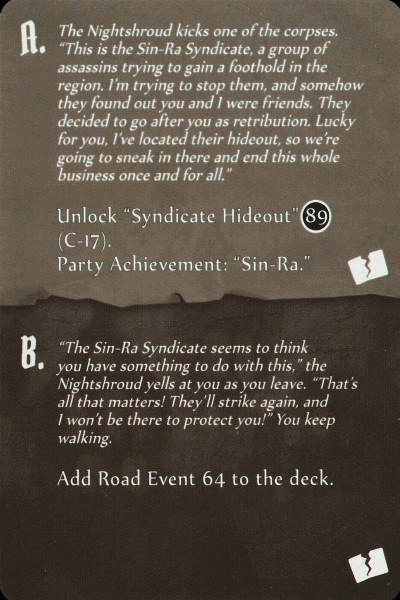 A.
The Nightshroud kicks one of the corpses.
“This is the Sin-Ra Syndicate, a group of
assassins trying to gain a foothold in the
region. I’m trying to stop them, and somehow
they found out you and I were friends. They
decided to go after you as retribution. Lucky
for you, I’ve located their hideout, so we’re
going to sneak in there and end this whole
business once and for all.”
Unlock “Syndicate Hideout” 89
(C-17).
Party Achievement: “Sin-Ra.”
B.
“The Sin-Ra Syndicate seems to think
you have something to do with this,” the
Nightshroud yells at you as you leave. “That’s
all that matters! They’ll strike again, and
I won’t be there to protect you!” You keep
walking.
Add Road Event 64 to the deck.